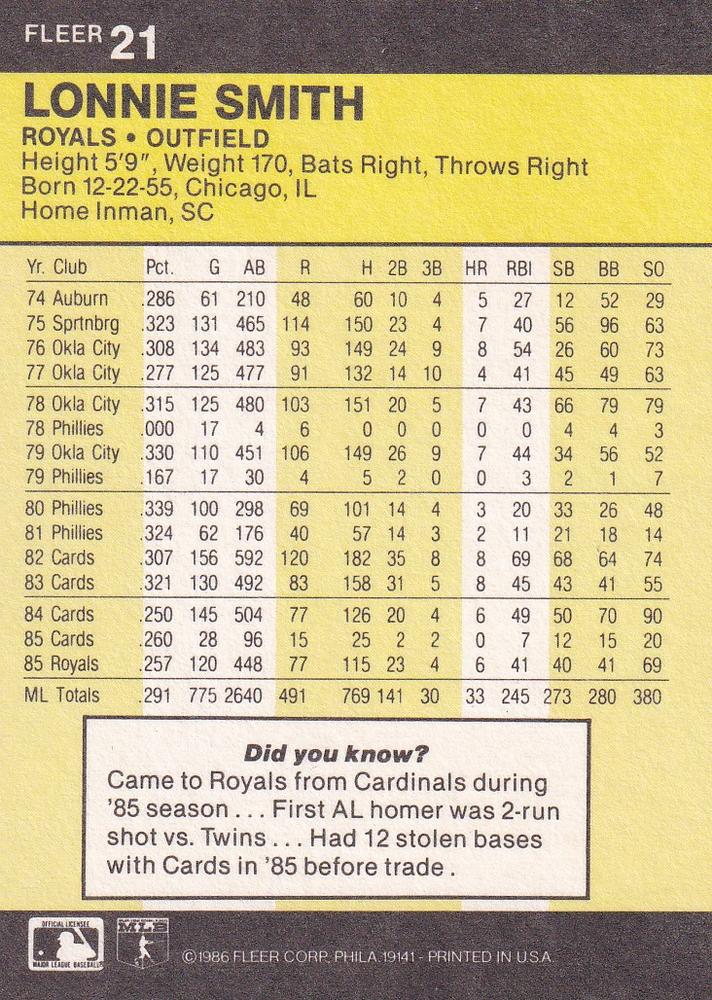 FLEER 21
LONNIE SMITH
ROYALS • OUTFIELD
Height 5'9", Weight 170, Bats Right, Throws Right
Born 12-22-55, Chicago, IL
Home Inman, SC
Yr. Club Pct. G AB R H 2B 3B HR RBI SB BB SO
74 Auburn .286 61 210 48 60 10 4 5 27 12 52 29
75 Sprtnbrg .323 131 465 114 150 23 4 7 40 56 96 63
76 Okla City .308 134 483 93 149 24 9 8 54 26 60 73
77 Okla City .277 125 477 91 132 14 10 4 41 45 49 63
78 Okla City .315 125 480 103 151 20 5 7 43 66 79 79
78 Phillies .000 17 4 6 0 0 0 0 0 4 4 3
79 Okla City .330 110 451 106 149 26 9 7 44 34 56 52
79 Phillies .167 17 30 4 5 2 0 0 3 2 1 7
80 Phillies .339 100 298 69 101 14 4 3 20 33 26 48
81 Phillies .324 62 176 40 57 14 3 2 11 21 18 14
82 Cards .307 156 592 120 182 35 8 8 69 68 64 74
83 Cards .321 130 492 83 158 31 5 8 45 43 41 55
84 Cards .250 145 504 77 126 20 4 6 49 50 70 90
85 Cards .260 28 96 15 25 2 2 0 7 12 15 20
85 Royals .257 120 448 77 115 23 4 6 41 40 41 69
ML Totals .291 775 2640 491 769 141 30 33 245 273 280 380
Did you know?
Came to Royals from Cardinals during
'85 season . . . First AL homer was 2-run
shot vs. Twins . . . Had 12 stolen bases
with Cards in '85 before trade .
OFFICIAL LICENSEE
MAJOR LEAGUE BASEBALL
MLB
©1986 FLEER CORP. PHILA. 19141 - PRINTED IN U.S.A.